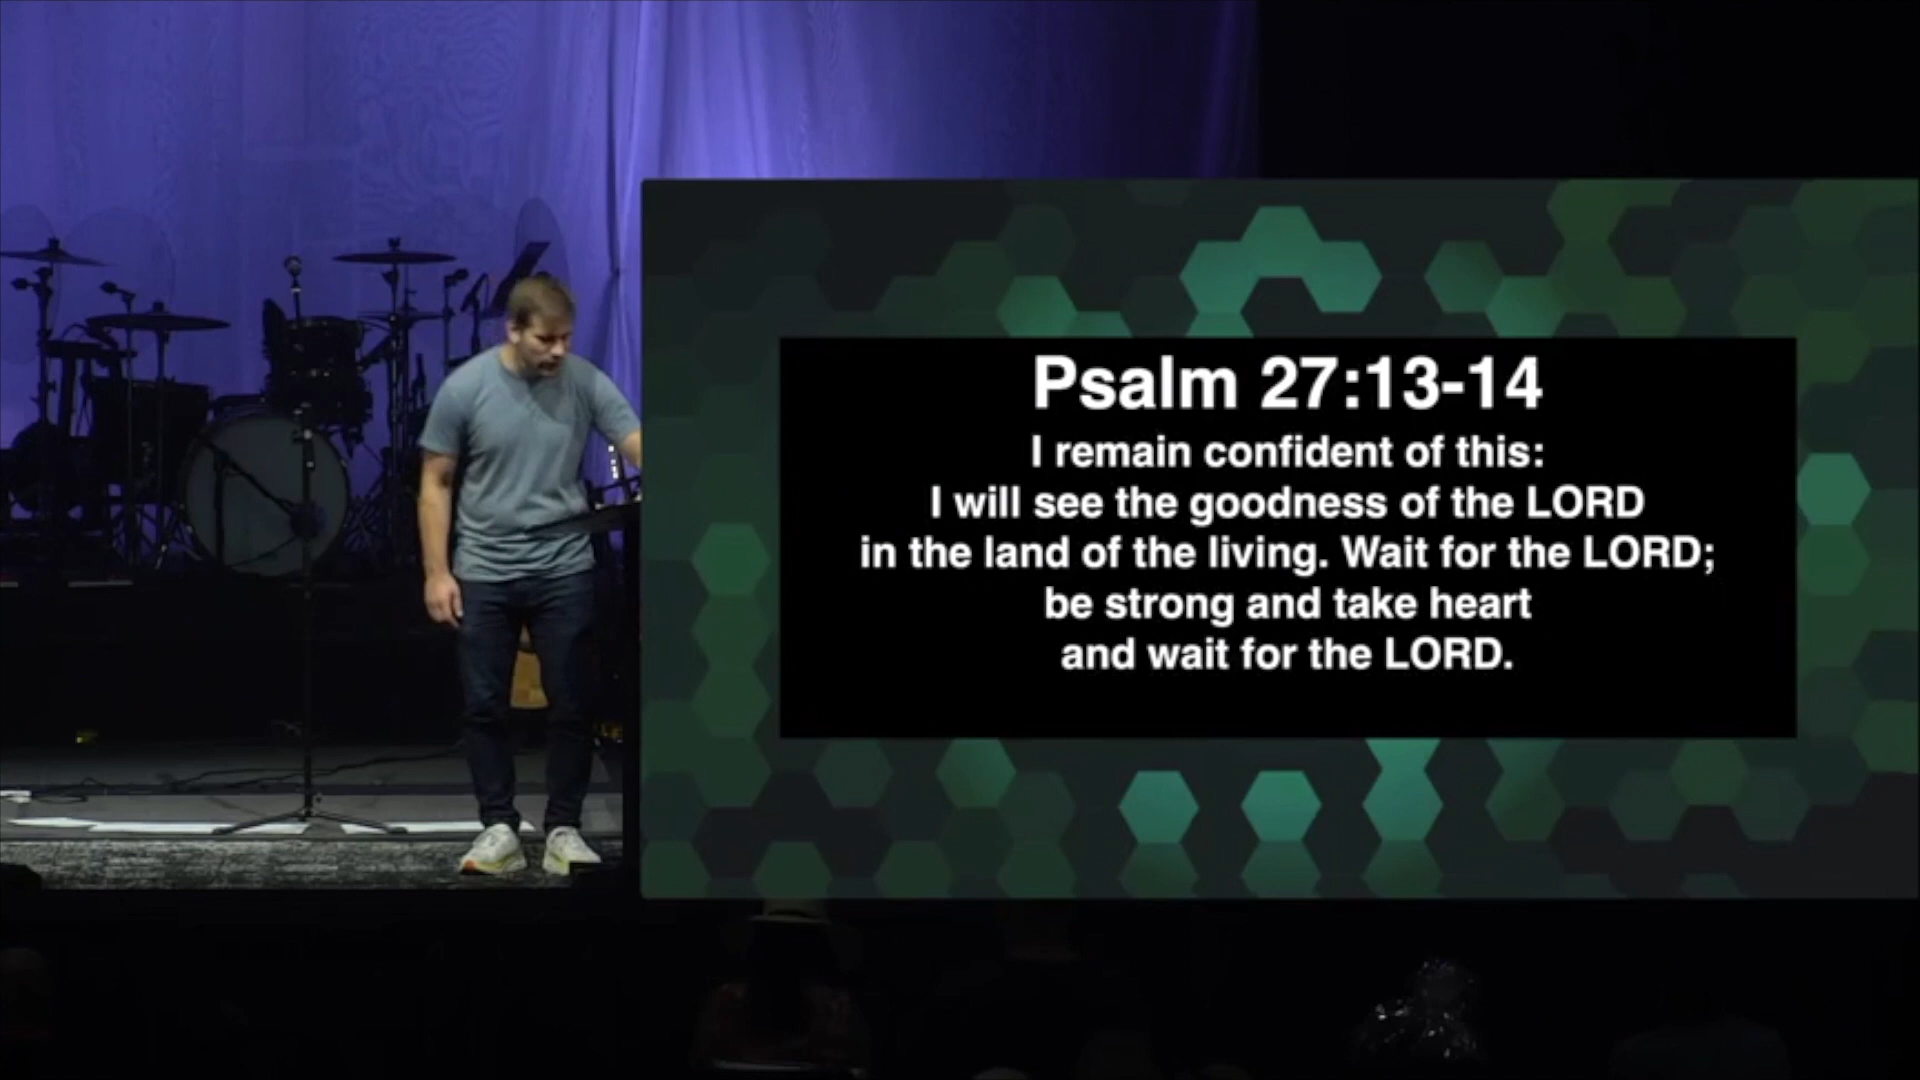 Psalm 27:13-14
I remain confident of this:
I will see the goodness of the LORD
in the land of the living. Wait for the LORD;
be strong and take heart
and wait for the LORD.